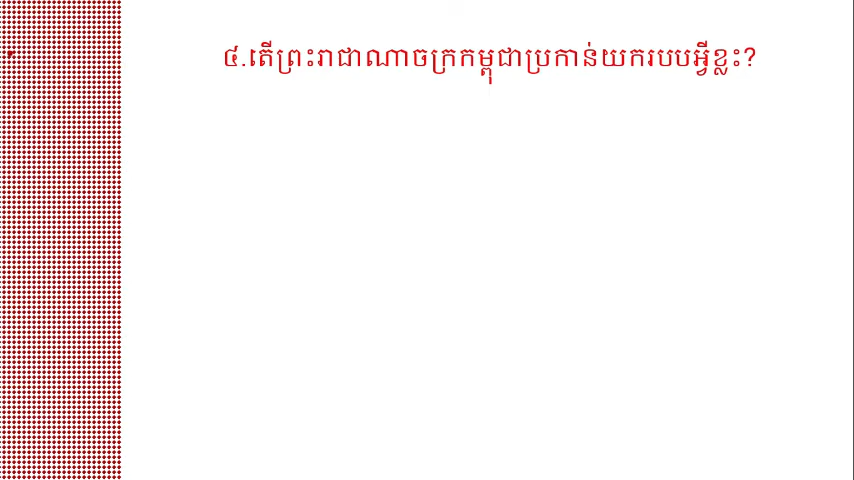 ៤.តើព្រះរាជាណាចក្រកម្ពុជាប្រកាន់យករបបអ្វីខ្លះ?